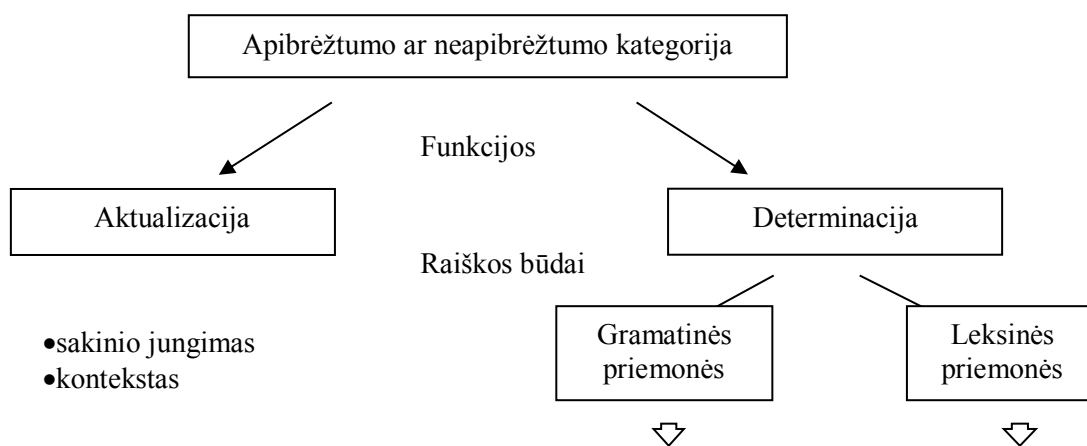 Apibrėžtumo ar neapibrėžtumo kategorija
Funkcijos
Aktualizacija
Determinacija
Raiškos būdai
•sakinio jungimas
•kontekstas
Gramatinės
priemonės
Leksinės
priemonės